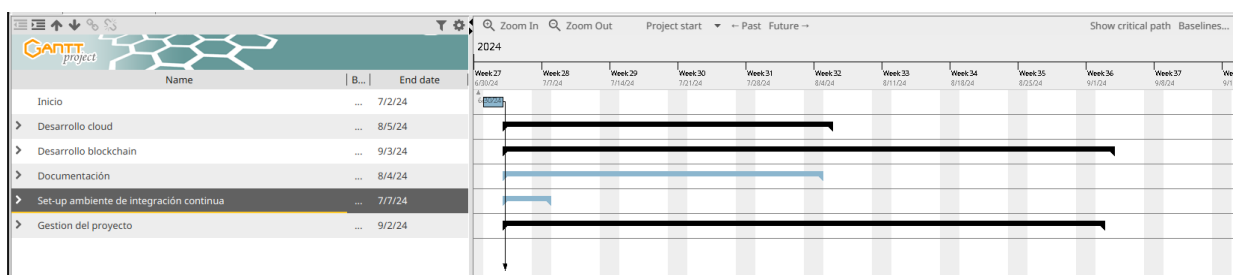 Zoom In Zoom Out Project start ← Past Future → Show critical path Baselines...
GANTT
project
2024
Name B... End date
Week 27 Week 28 Week 29 Week 30 Week 31 Week 32 Week 33 Week 34 Week 35 Week 36 Week 37 We
6/30/24 7/7/24 7/14/24 7/21/24 7/28/24 8/4/24 8/11/24 8/18/24 8/25/24 9/1/24 9/8/24 9/1
Inicio ... 7/2/24
Desarrollo cloud ... 8/5/24
Desarrollo blockchain ... 9/3/24
Documentación ... 8/4/24
Set-up ambiente de integración continua ... 7/7/24
Gestion del proyecto ... 9/2/24